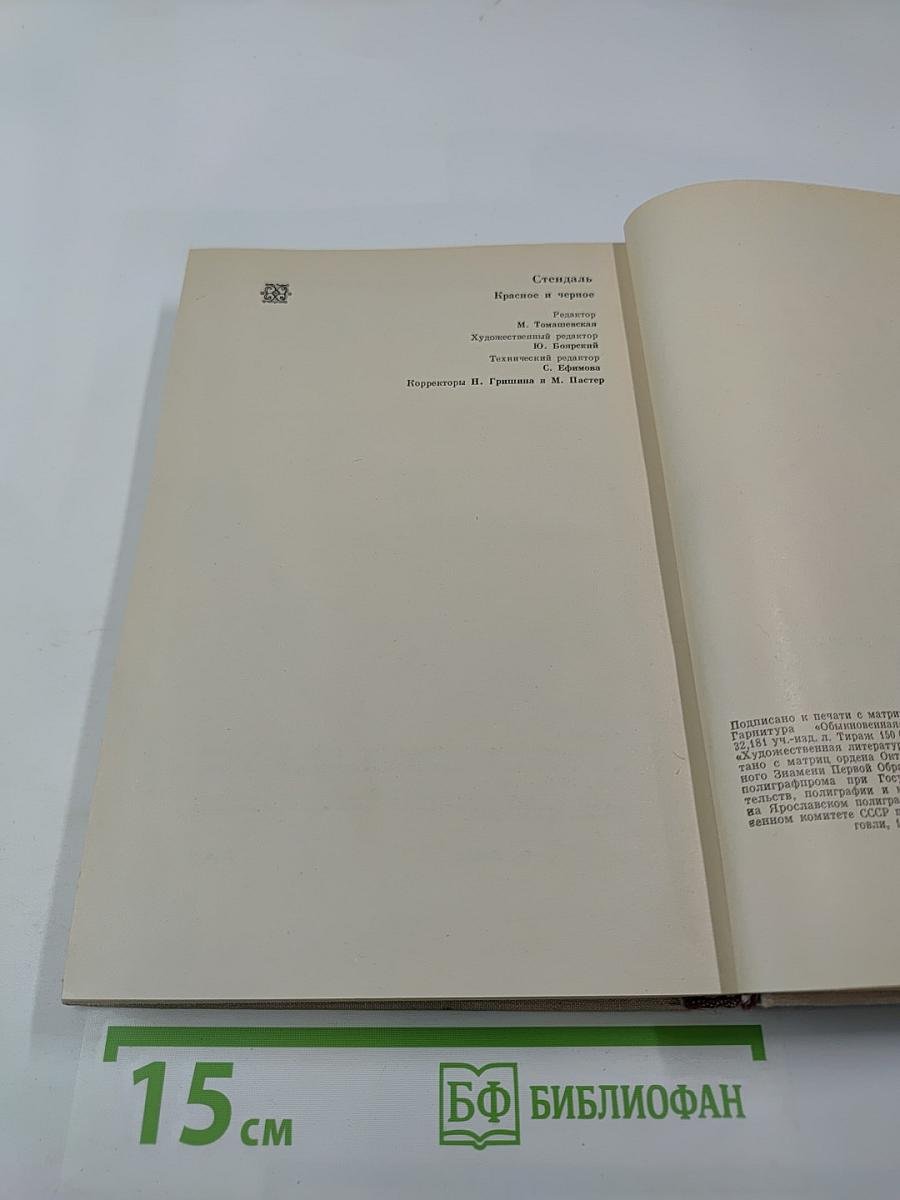 Стендаль
Красное и черное
Редактор
М. Томашевская
Художественный редактор
Ю. Боярский
Технический редактор
С. Ефимова
Корректоры Н. Гришина и М. Пастер
Подписано к печати с матри
Гарнитура «Обыкновенная
32,181 уч.-изд. л. Тираж 150
«Художественная литератур
тано с матриц ордена Окт
ного Знамени Первой Обра
полиграфпрома при Госу
тельств, полиграфии и к
на Ярославском полигра
венном комитете СССР п
говли, 1
15 см
БФ БИБЛИОФАН